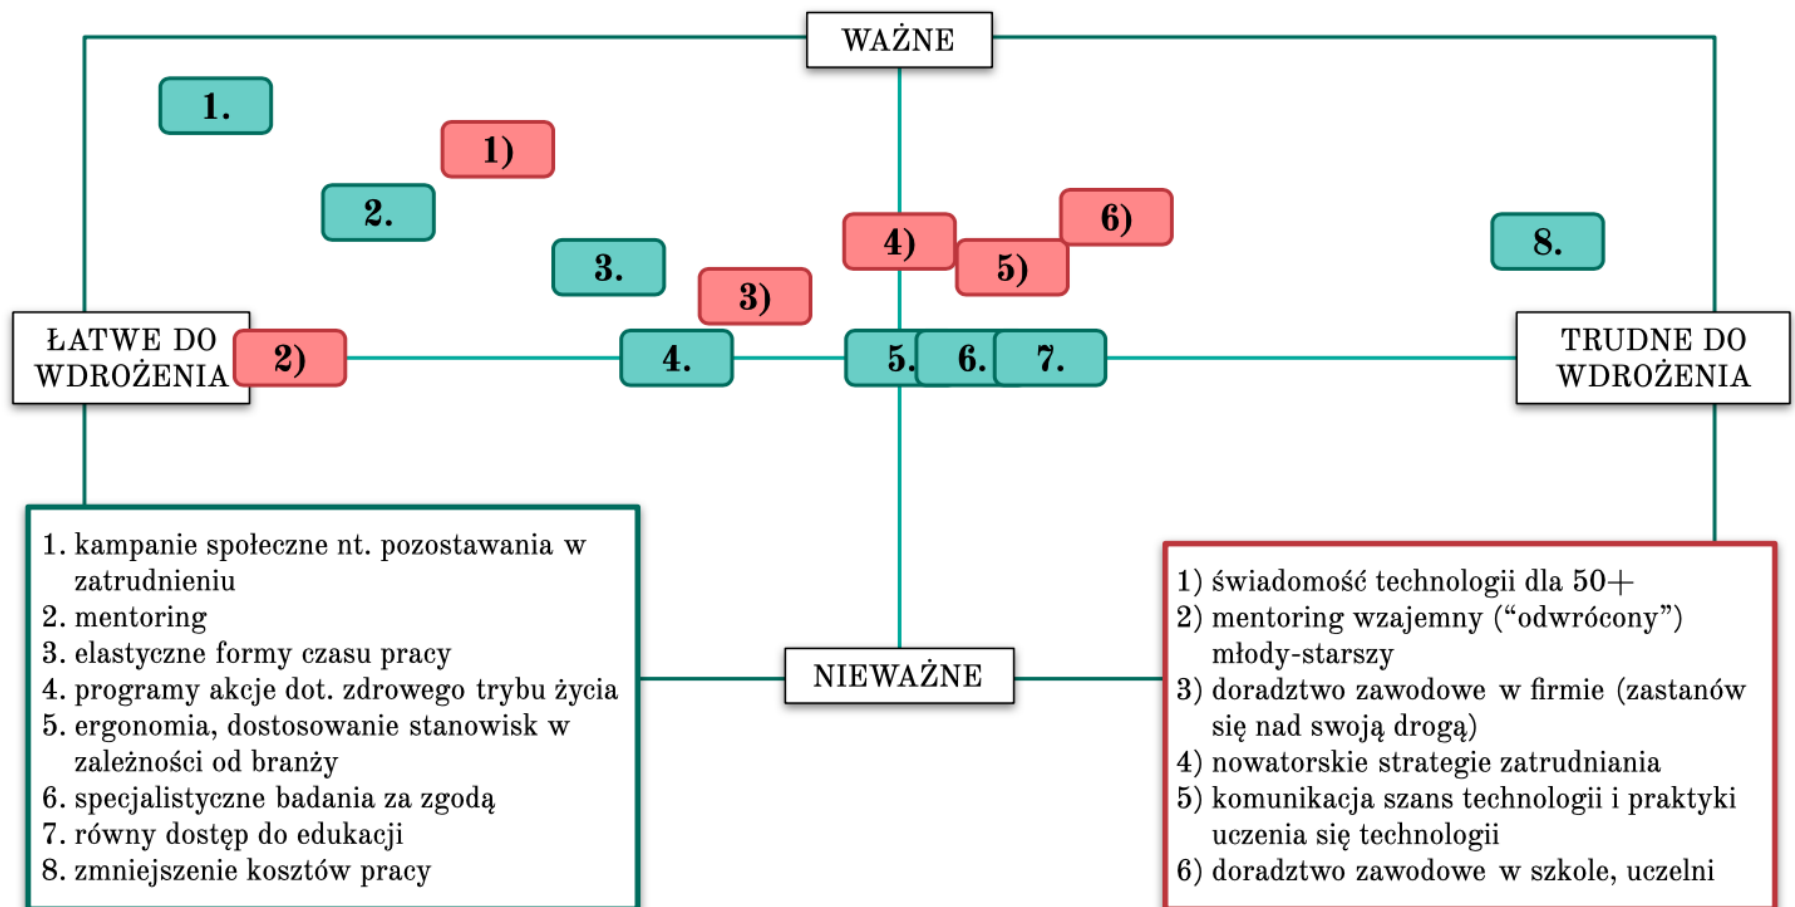 WAŻNE
1.
1)
2.
6)
4)
8.
3.
5)
3)
ŁATWE DO
WDROŻENIA
2)
4.
5.
6.
7.
TRUDNE DO
WDROŻENIA
1. kampanie społeczne nt. pozostawania w
zatrudnieniu
2. mentoring
3. elastyczne formy czasu pracy
4. programy akcje dot. zdrowego trybu życia
5. ergonomia, dostosowanie stanowisk w
zależności od branży
6. specjalistyczne badania za zgodą
7. równy dostęp do edukacji
8. zmniejszenie kosztów pracy
NIEWAŻNE
1) świadomość technologii dla 50+
2) mentoring wzajemny (“odwrócony”)
młody-starszy
3) doradztwo zawodowe w firmie (zastanów
się nad swoją drogą)
4) nowatorskie strategie zatrudniania
5) komunikacja szans technologii i praktyki
uczenia się technologii
6) doradztwo zawodowe w szkole, uczelni